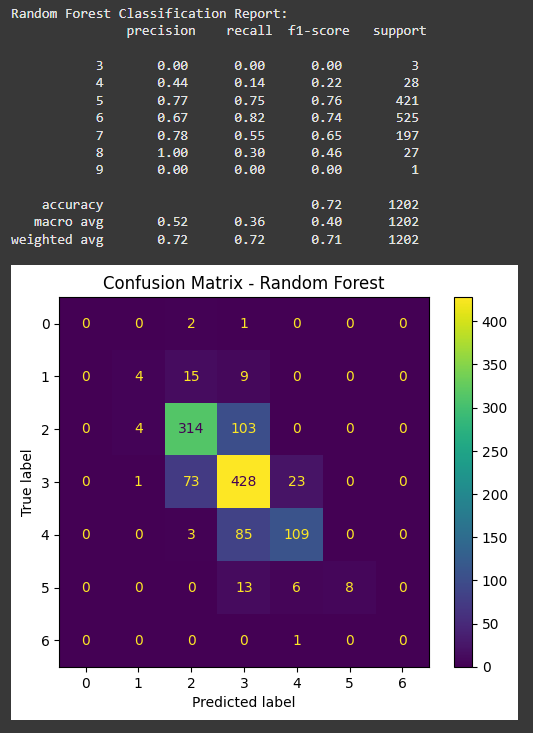 Random Forest Classification Report:
precision recall f1-score support
3 0.00 0.00 0.00 3
4 0.44 0.14 0.22 28
5 0.77 0.75 0.76 421
6 0.67 0.82 0.74 525
7 0.78 0.55 0.65 197
8 1.00 0.30 0.46 27
9 0.00 0.00 0.00 1
accuracy 0.72 1202
macro avg 0.52 0.36 0.40 1202
weighted avg 0.72 0.72 0.71 1202
Confusion Matrix - Random Forest
True label
0 0 0 2 1 0 0 0
1 0 4 15 9 0 0 0
2 0 4 314 103 0 0 0
3 0 1 73 428 23 0 0
4 0 0 3 85 109 0 0
5 0 0 0 13 6 8 0
6 0 0 0 0 1 0 0
0 1 2 3 4 5 6
Predicted label
400
350
300
250
200
150
100
50
0